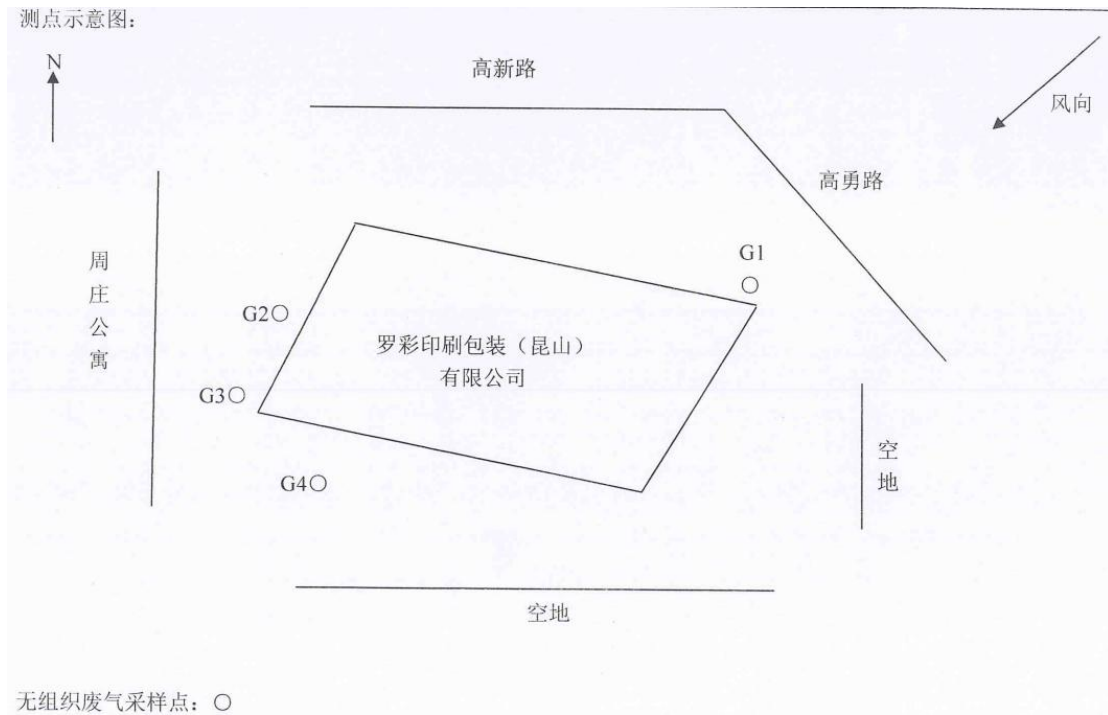 测点示意图：
N
高新路
风向
高勇路
G1
周庄公寓
G2
罗彩印刷包装（昆山）
有限公司
G3
空地
G4
空地
无组织废气采样点：